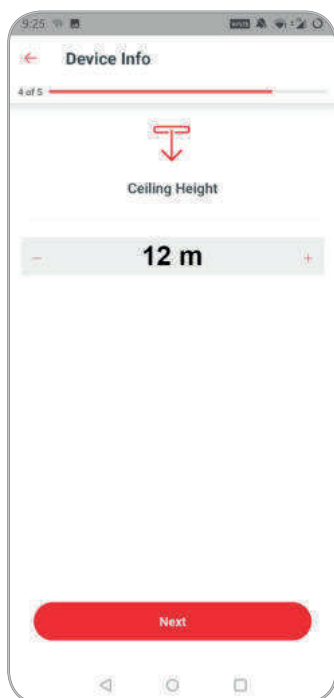 9:25
Device Info
4 of 5
Ceiling Height
− 12 m +
Next